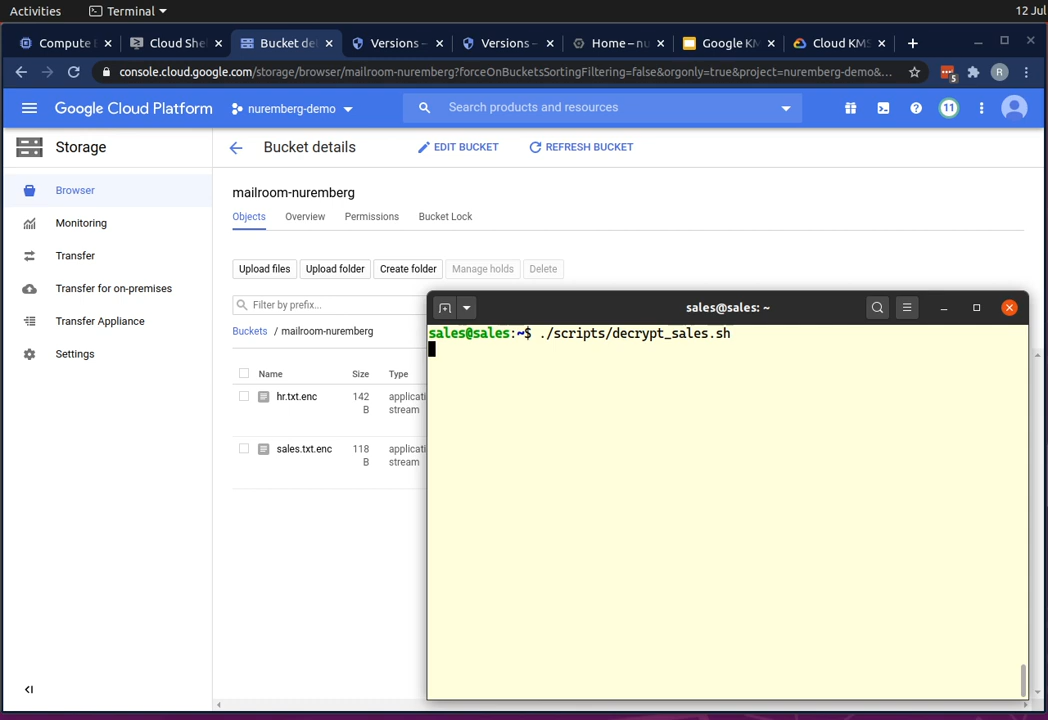 Activities
Terminal
12 Jul
Compute
Cloud She
Bucket de
Versions –
Versions –
Home – nu
Google KM
Cloud KMS
console.cloud.google.com/storage/browser/mailroom-nuremberg?forceOnBucketsSortingFiltering=false&orgonly=true&project=nuremberg-demo&...
5
R
Google Cloud Platform
nuremberg-demo
Search products and resources
11
Storage
Bucket details
EDIT BUCKET
REFRESH BUCKET
Browser
Monitoring
Transfer
Transfer for on-premises
Transfer Appliance
Settings
mailroom-nuremberg
Objects
Overview
Permissions
Bucket Lock
Upload files
Upload folder
Create folder
Manage holds
Delete
Filter by prefix...
Buckets / mailroom-nuremberg
Name
Size
Type
hr.txt.enc
142
B
applicati
stream
sales.txt.enc
118
B
applicati
stream
sales@sales: ~
sales@sales:~$ ./scripts/decrypt_sales.sh